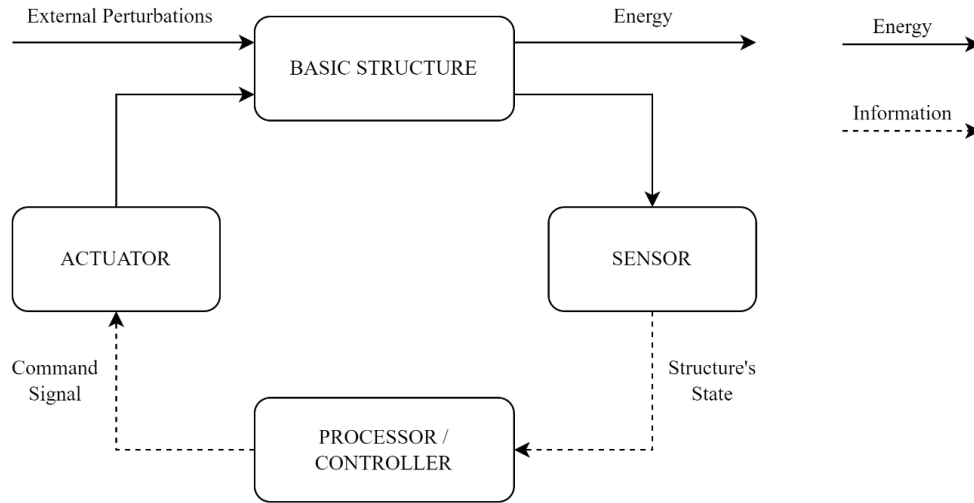 External Perturbations
Energy
BASIC STRUCTURE
Energy
Information
ACTUATOR
SENSOR
Command
Signal
Structure's
State
PROCESSOR /
CONTROLLER